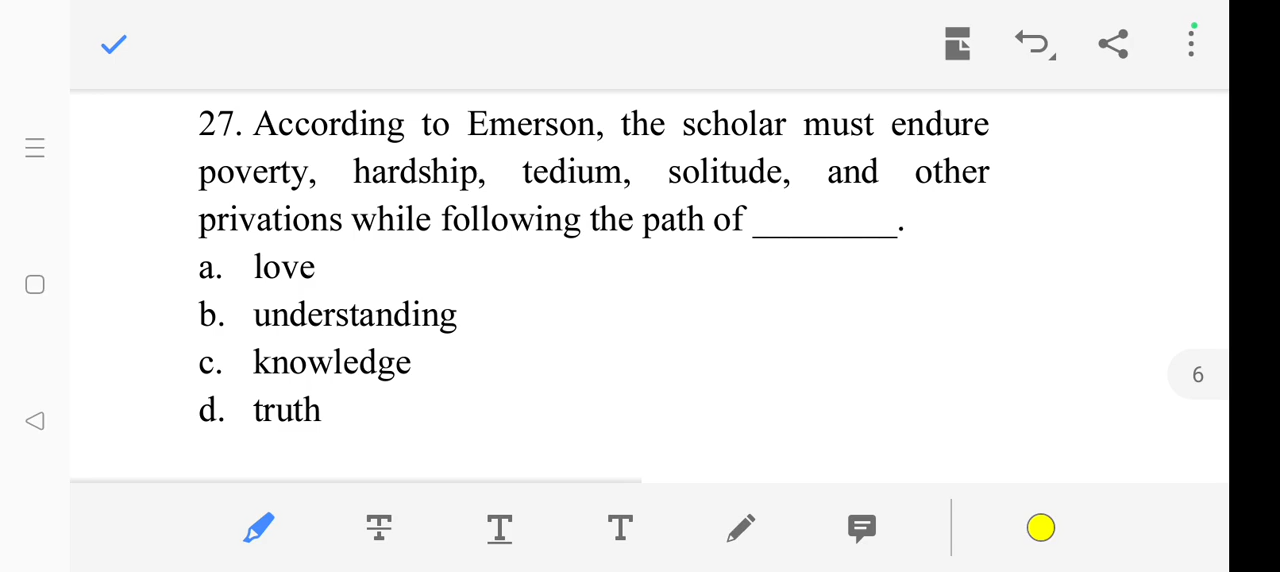 27. According to Emerson, the scholar must endure
poverty, hardship, tedium, solitude, and other
privations while following the path of ________.
a. love
b. understanding
c. knowledge
d. truth
6
T
T
T